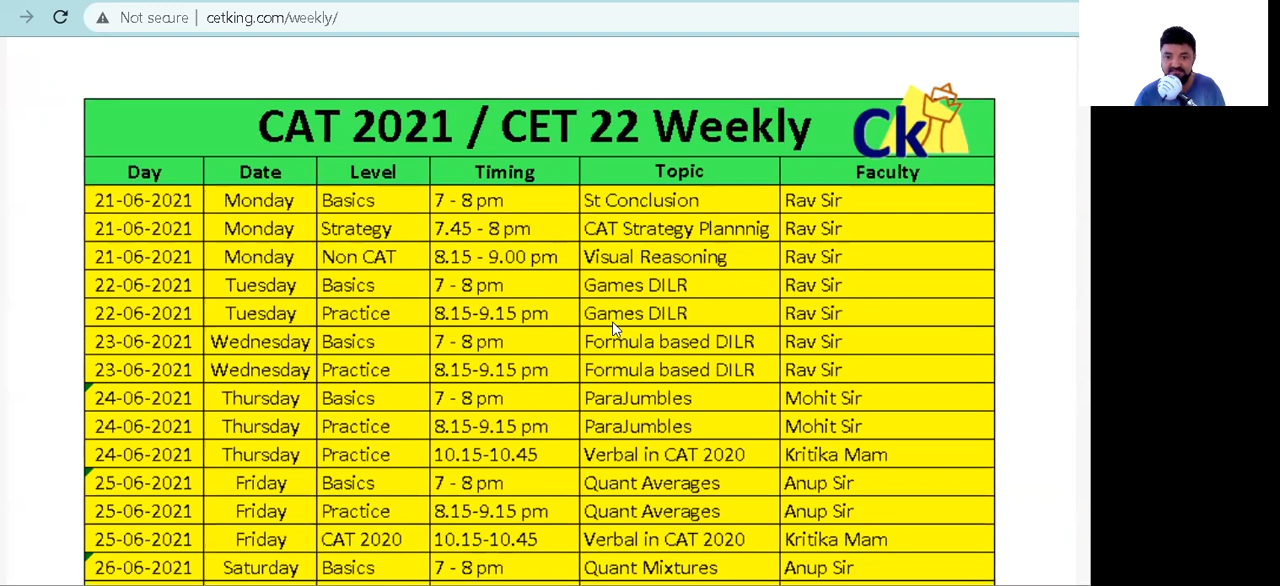 Not secure | cetking.com/weekly/
CAT 2021 / CET 22 Weekly Ck
Day Date Level Timing Topic Faculty
21-06-2021 Monday Basics 7 - 8 pm St Conclusion Rav Sir
21-06-2021 Monday Strategy 7.45 - 8 pm CAT Strategy Plannnig Rav Sir
21-06-2021 Monday Non CAT 8.15 - 9.00 pm Visual Reasoning Rav Sir
22-06-2021 Tuesday Basics 7 - 8 pm Games DILR Rav Sir
22-06-2021 Tuesday Practice 8.15-9.15 pm Games DILR Rav Sir
23-06-2021 Wednesday Basics 7 - 8 pm Formula based DILR Rav Sir
23-06-2021 Wednesday Practice 8.15-9.15 pm Formula based DILR Rav Sir
24-06-2021 Thursday Basics 7 - 8 pm ParaJumbles Mohit Sir
24-06-2021 Thursday Practice 8.15-9.15 pm ParaJumbles Mohit Sir
24-06-2021 Thursday Practice 10.15-10.45 Verbal in CAT 2020 Kritika Mam
25-06-2021 Friday Basics 7 - 8 pm Quant Averages Anup Sir
25-06-2021 Friday Practice 8.15-9.15 pm Quant Averages Anup Sir
25-06-2021 Friday CAT 2020 10.15-10.45 Verbal in CAT 2020 Kritika Mam
26-06-2021 Saturday Basics 7 - 8 pm Quant Mixtures Anup Sir